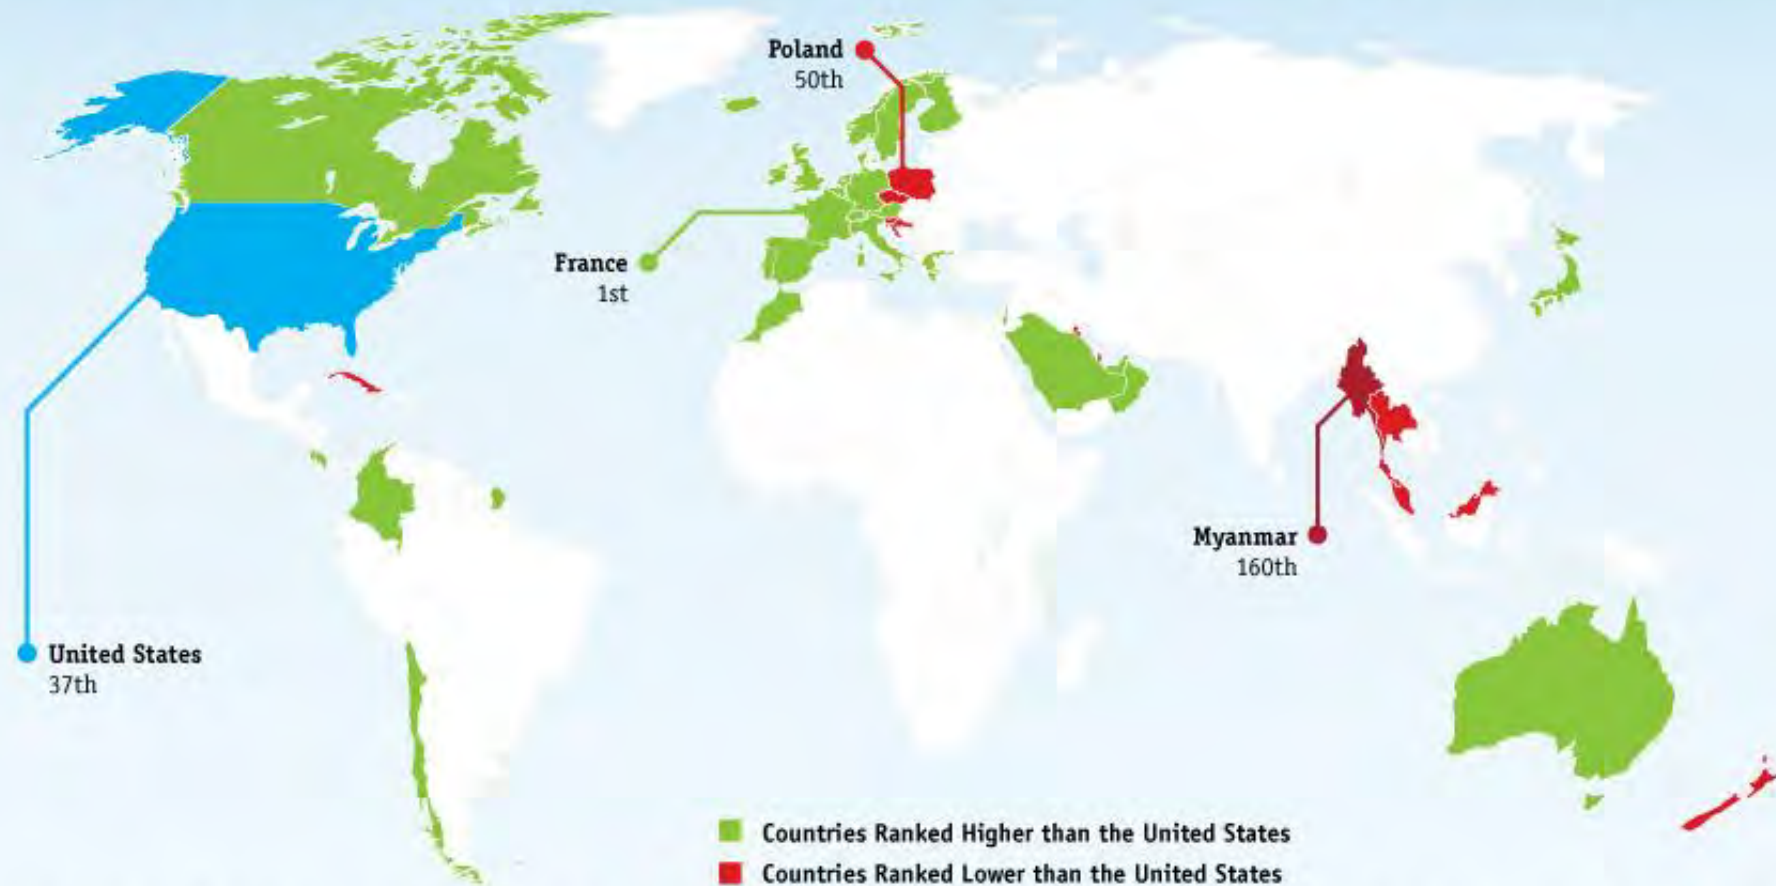 Poland
50th
France
1st
Myanmar
160th
United States
37th
Countries Ranked Higher than the United States
Countries Ranked Lower than the United States